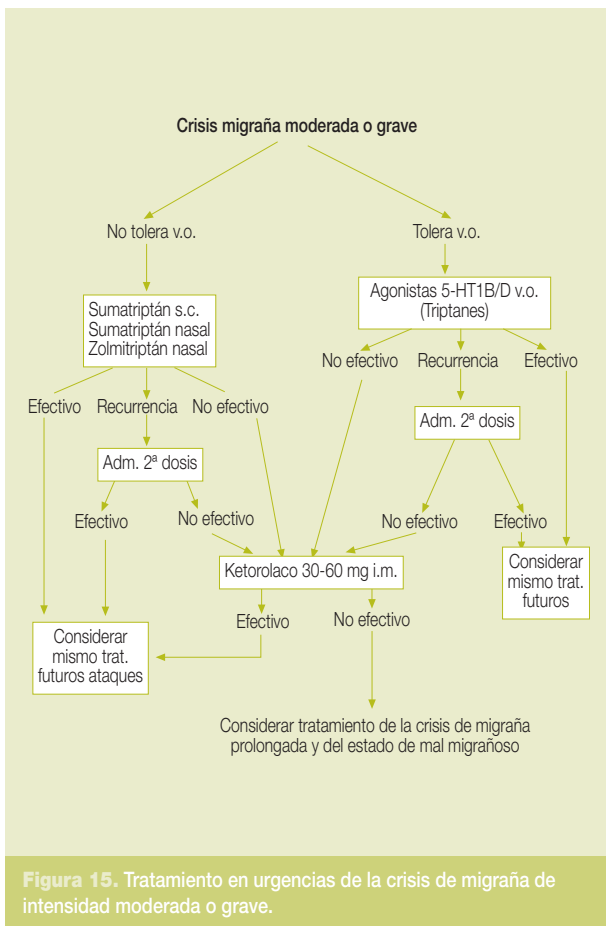 Crisis migraña moderada o grave
No tolera v.o.
Tolera v.o.
Sumatriptán s.c.
Sumatriptán nasal
Zolmitriptán nasal
Agonistas 5-HT1B/D v.o.
(Triptanes)
No efectivo
Recurrencia
Efectivo
Efectivo
Recurrencia
No efectivo
Adm. 2ª dosis
Adm. 2ª dosis
Efectivo
No efectivo
No efectivo
Efectivo
Ketorolaco 30-60 mg i.m.
Considerar
mismo trat.
futuros
Efectivo
No efectivo
Considerar
mismo trat.
futuros ataques
Considerar tratamiento de la crisis de migraña
prolongada y del estado de mal migrañoso
Figura 15. Tratamiento en urgencias de la crisis de migraña de
intensidad moderada o grave.